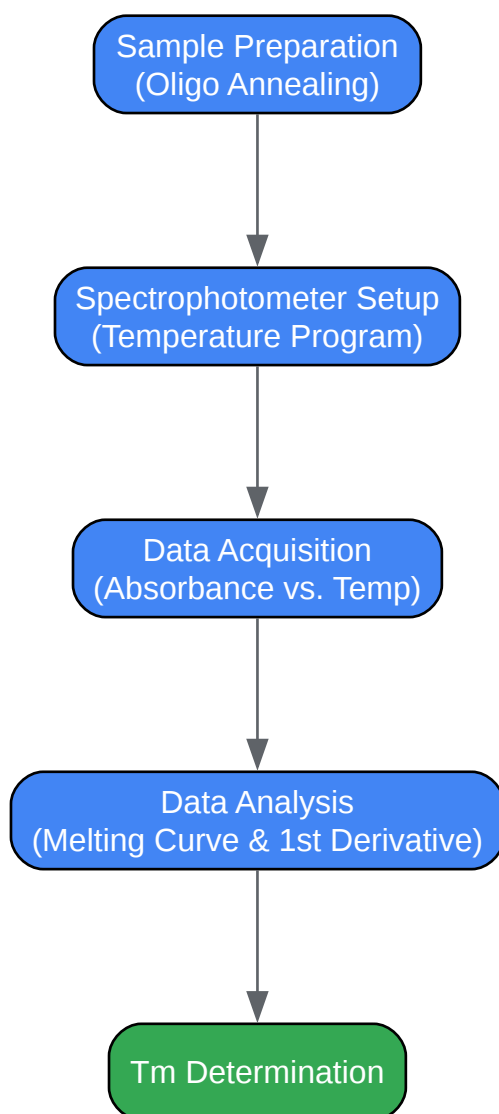 Sample Preparation
(Oligo Annealing)
Spectrophotometer Setup
(Temperature Program)
Data Acquisition
(Absorbance vs. Temp)
Data Analysis
(Melting Curve & 1st Derivative)
Tm Determination